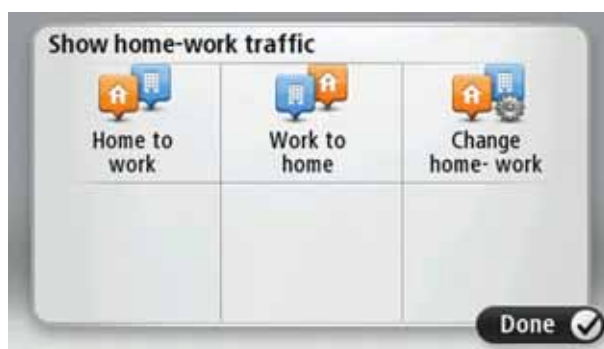 Show home-work traffic
Home to
work
Work to
home
Change
home- work
Done